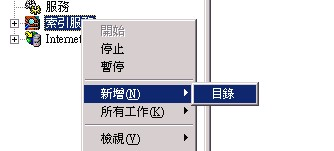 服務
索引服
Internet
開始
停止
暫停
新增(N)
目錄
所有工作(K)
檢視(V)